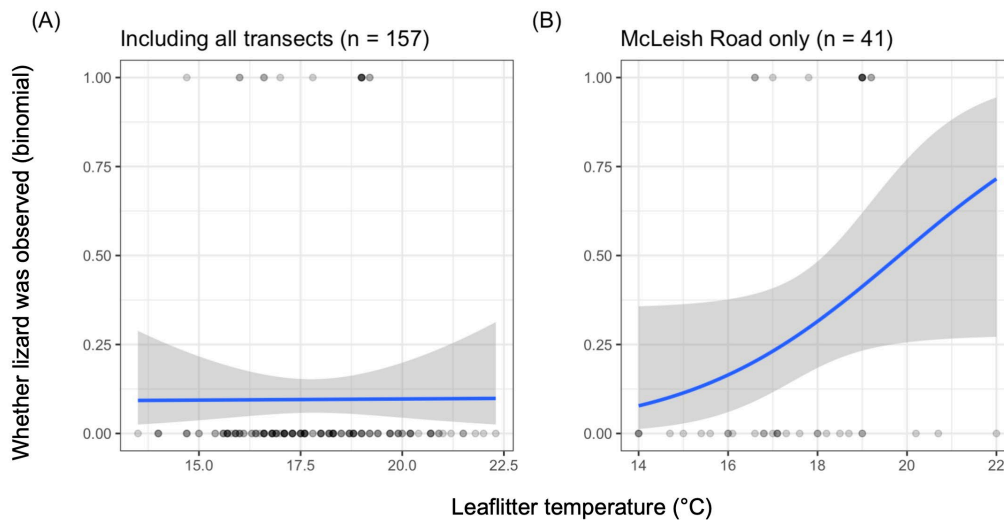 (A)
Including all transects (n = 157)
(B)
McLeish Road only (n = 41)
Whether lizard was observed (binomial)
1.00
0.75
0.50
0.25
0.00
15.0 17.5 20.0 22.5
1.00
0.75
0.50
0.25
0.00
14 16 18 20 22
Leaflitter temperature (°C)